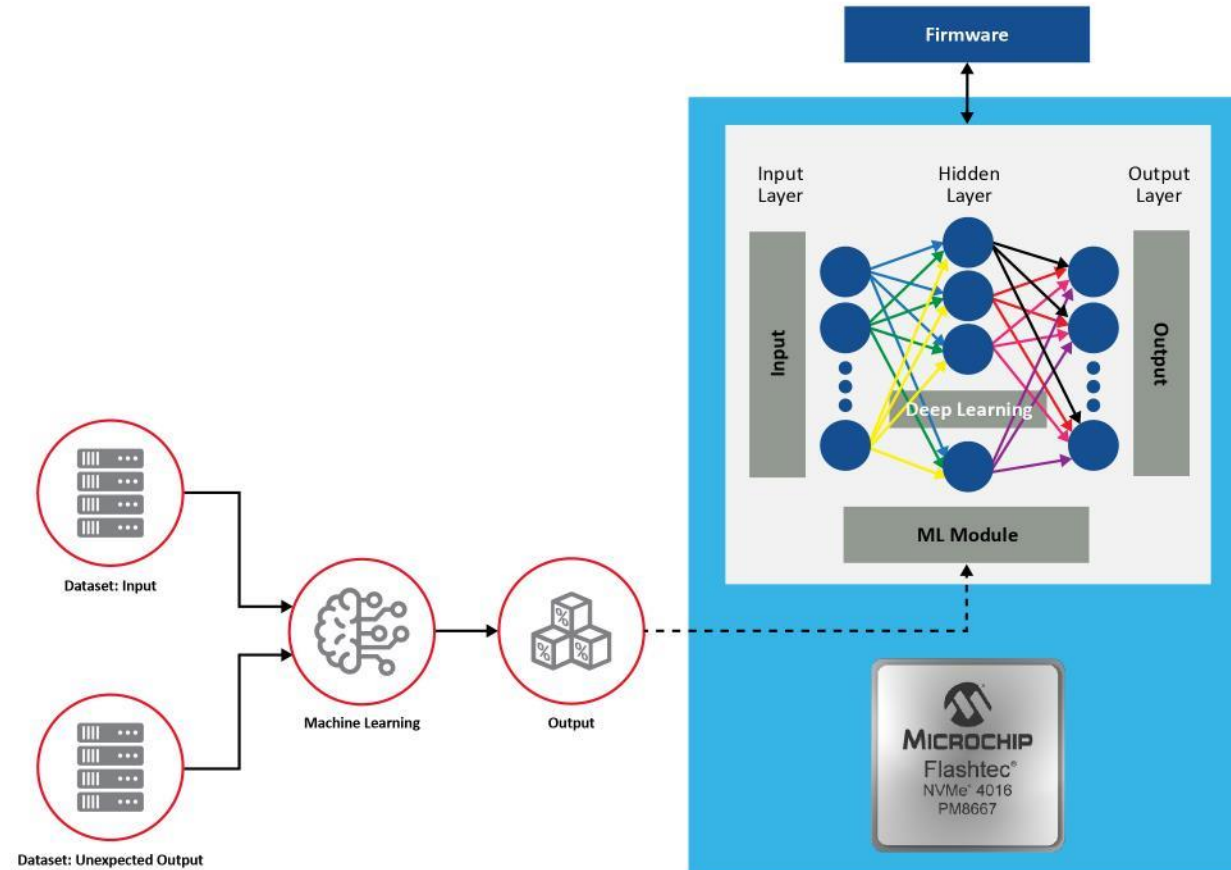 Firmware
Input
Layer
Hidden
Layer
Output
Layer
Input
Output
Deep Learning
ML Module
Dataset: Input
Machine Learning
%
%
%
Output
Dataset: Unexpected Output
MICROCHIP
Flashtec®
NVMe™ 4016
PM8667